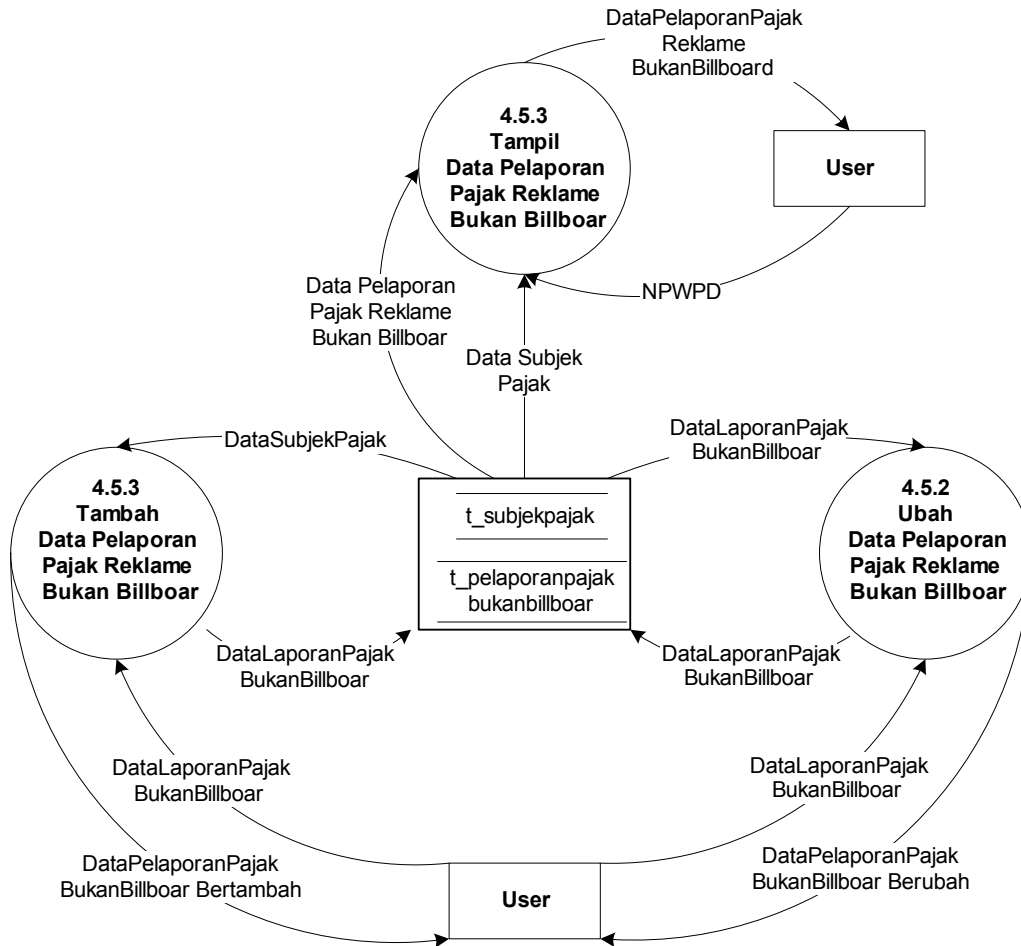 DataPelaporanPajak
Reklame
BukanBillboard
4.5.3
Tampil
Data Pelaporan
Pajak Reklame
Bukan Billboar
User
NPWPD
Data Pelaporan
Pajak Reklame
Bukan Billboar
Data Subjek
Pajak
DataSubjekPajak
DataLaporanPajak
BukanBillboar
4.5.3
Tambah
Data Pelaporan
Pajak Reklame
Bukan Billboar
t_subjekpajak
t_pelaporanpajak
bukanbillboar
4.5.2
Ubah
Data Pelaporan
Pajak Reklame
Bukan Billboar
DataLaporanPajak
BukanBillboar
DataLaporanPajak
BukanBillboar
DataLaporanPajak
BukanBillboar
DataLaporanPajak
BukanBillboar
DataPelaporanPajak
BukanBillboar Bertambah
User
DataPelaporanPajak
BukanBillboar Berubah